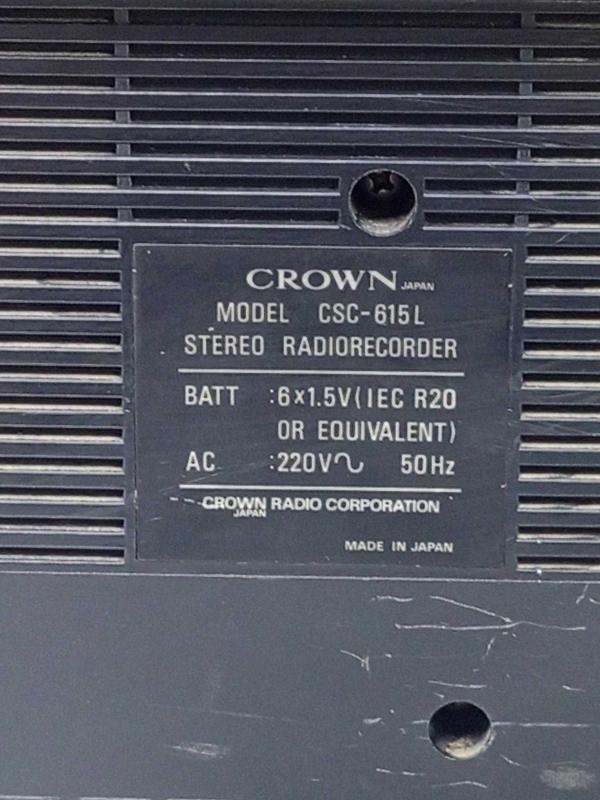 CROWN JAPAN
MODEL CSC-615L
STEREO RADIORECORDER
BATT :6×1.5V(IEC R20
OR EQUIVALENT)
AC :220V∿ 50Hz
CROWN RADIO CORPORATION
JAPAN
MADE IN JAPAN